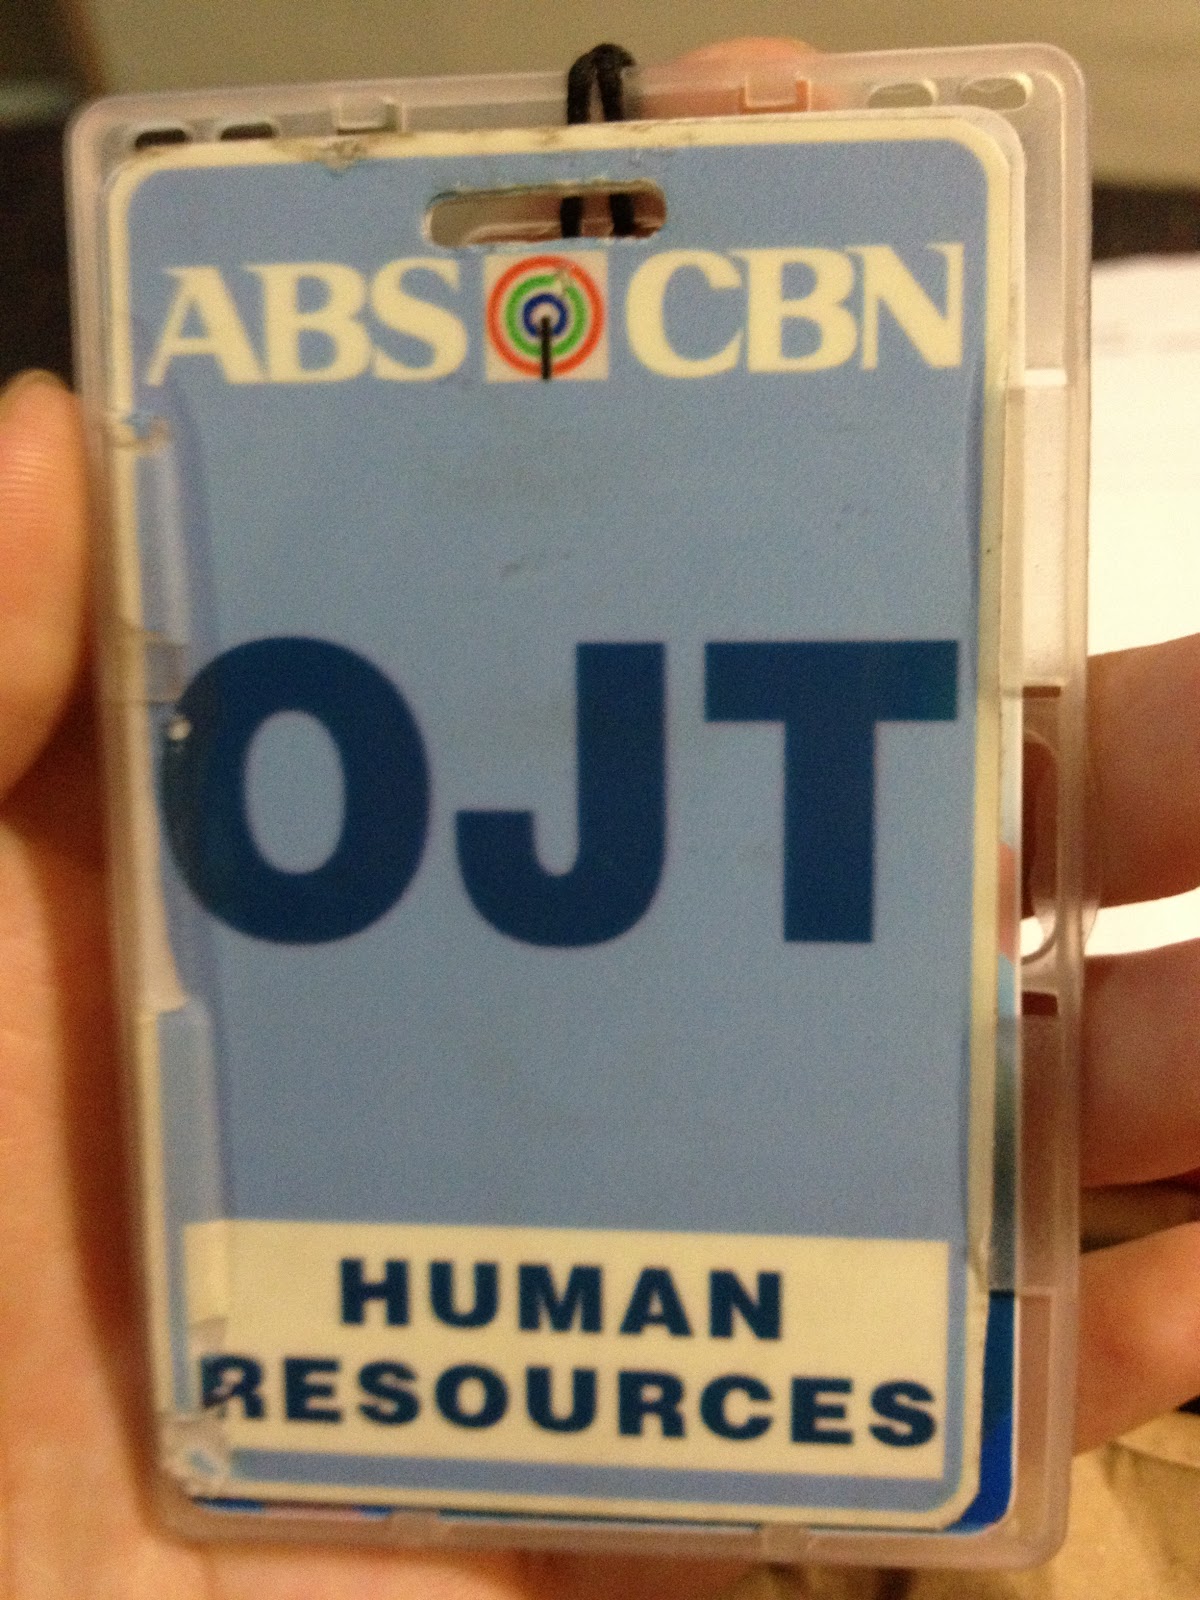 ABS CBN
OJT
HUMAN
RESOURCES